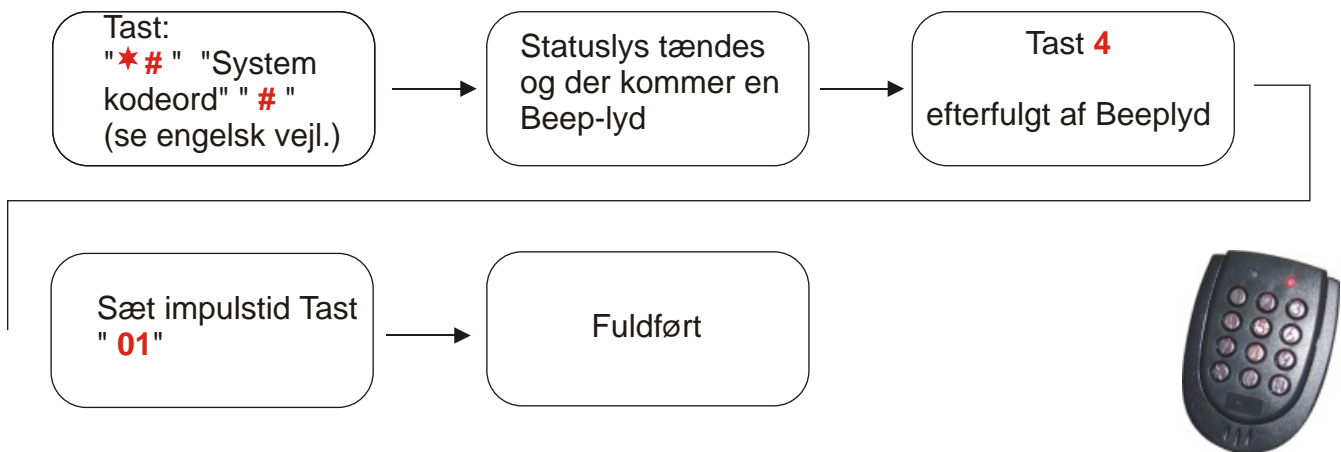 Tast:
"✶ # " "System
kodeord" " # "
(se engelsk vejl.)
Statuslys tændes
og der kommer en
Beep-lyd
Tast 4
efterfulgt af Beeplyd
Sæt impulstid Tast
" 01"
Fuldført